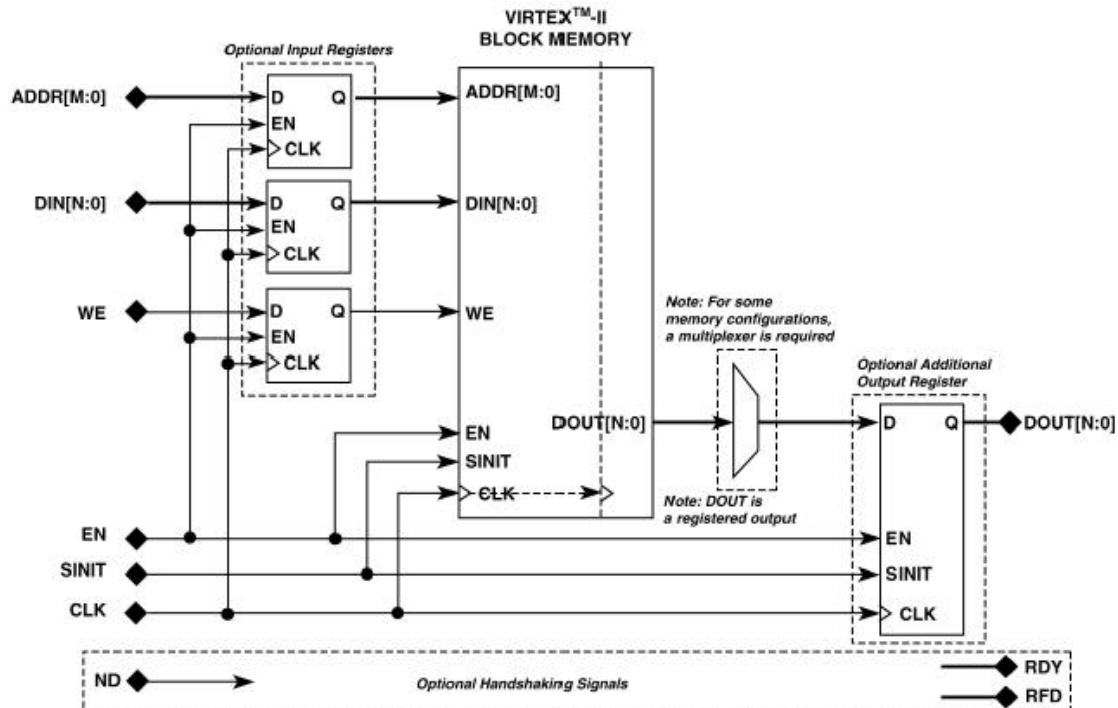 VIRTEX™-II
BLOCK MEMORY
Optional Input Registers
ADDR[M:0]
D Q
EN
CLK
ADDR[M:0]
DIN[N:0]
D Q
EN
CLK
DIN[N:0]
WE
D Q
EN
CLK
WE
Note: For some
memory configurations,
a multiplexer is required
Optional Additional
Output Register
DOUT[N:0]
D Q
DOUT[N:0]
EN
SINIT
CLK
Note: DOUT is
a registered output
EN
EN
SINIT
SINIT
CLK
CLK
ND
Optional Handshaking Signals
RDY
RFD